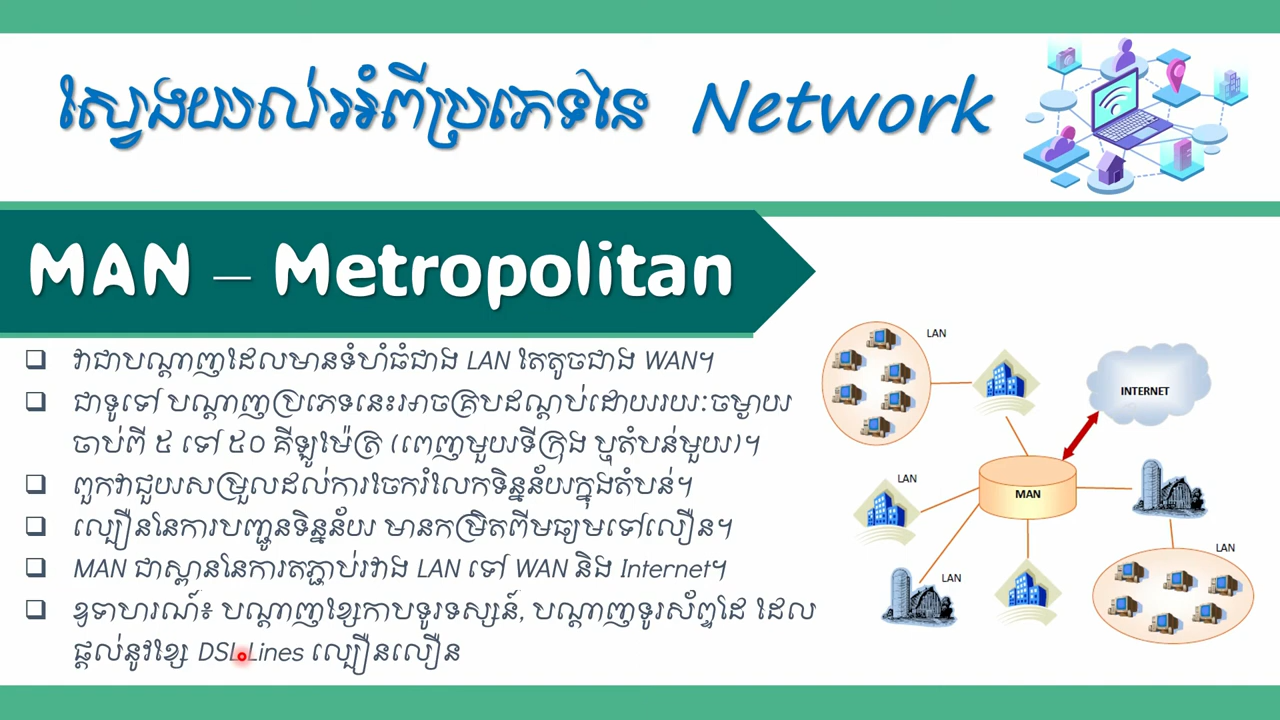 ស្វែងយល់អំពីប្រភេទនៃ Network
MAN – Metropolitan
វាជាបណ្តាញដែលមានទំហំធំជាង LAN តែតូចជាង WAN។
ជាទូទៅ បណ្តាញប្រភេទនេះអាចគ្របដណ្តប់ដោយរយៈចម្ងាយ
ចាប់ពី ៥ ទៅ ៥០ គីឡូម៉ែត្រ (ពេញមួយទីក្រុង ឬតំបន់មួយ)។
ពួកវាជួយសម្រួលដល់ការចែករំលែកទិន្នន័យក្នុងតំបន់។
ល្បឿននៃការបញ្ជូនទិន្នន័យ មានកម្រិតពីមធ្យមទៅលឿន។
MAN ជាស្ពាននៃការតភ្ជាប់រវាង LAN ទៅ WAN និង Internet។
ឧទាហរណ៍៖ បណ្តាញខ្សែកាបទូរទស្សន៍, បណ្តាញទូរស័ព្ទដៃ ដែល
ផ្តល់នូវខ្សែ DSL Lines ល្បឿនលឿន
LAN
INTERNET
LAN
MAN
LAN
LAN